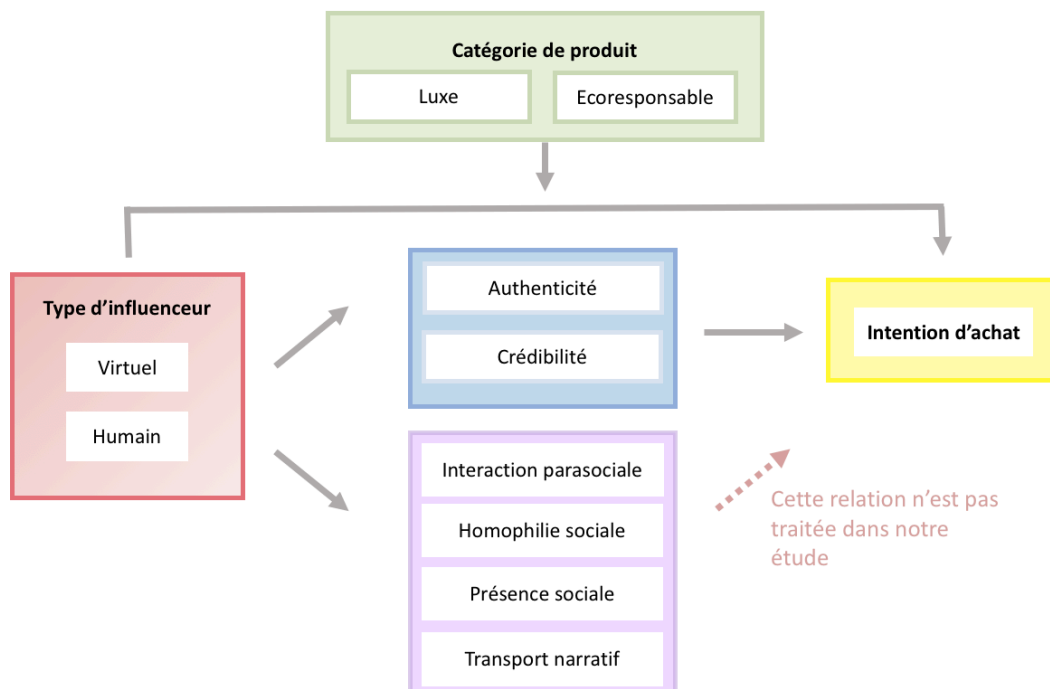 Catégorie de produit
Luxe
Ecoresponsable
Type d’influenceur
Virtuel
Humain
Authenticité
Crédibilité
Intention d’achat
Interaction parasociale
Homophilie sociale
Présence sociale
Transport narratif
Cette relation n’est pas
traitée dans notre
étude